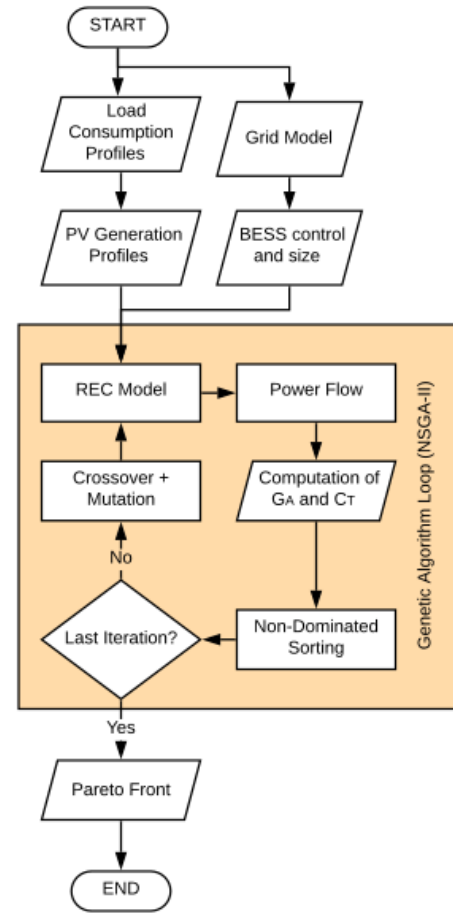 START
Load
Consumption
Profiles
Grid Model
PV Generation
Profiles
BESS control
and size
REC Model
Power Flow
Crossover +
Mutation
Computation of
GA and CT
No
Last Iteration?
Non-Dominated
Sorting
Genetic Algorithm Loop (NSGA-II)
Yes
Pareto Front
END